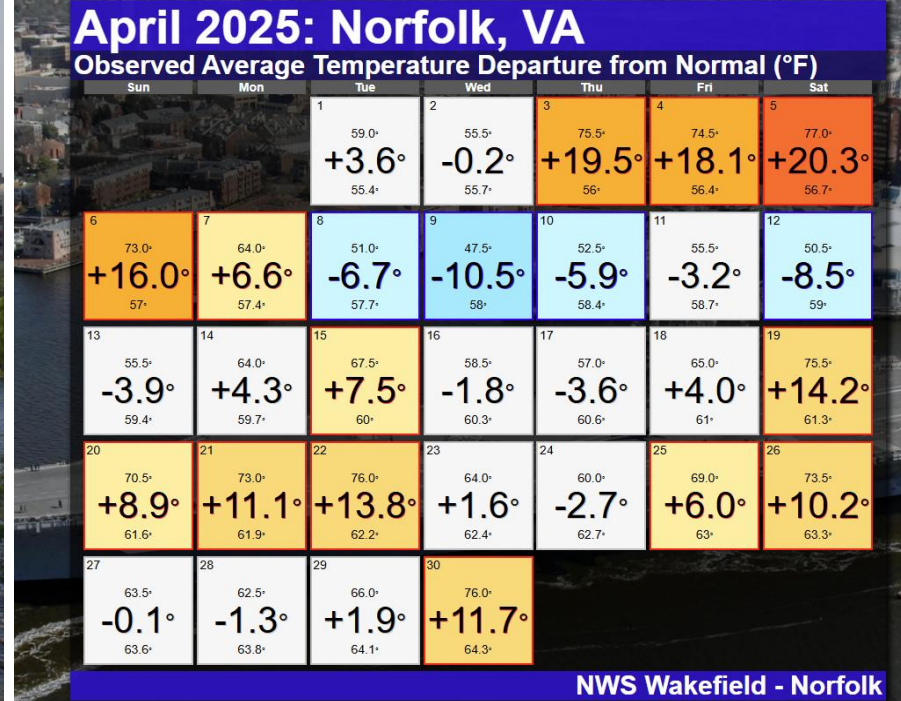 April 2025: Norfolk, VA
Observed Average Temperature Departure from Normal (°F)
Sun Mon Tue Wed Thu Fri Sat
1 2 3 4 5
59.0° 55.5° 75.5° 74.5° 77.0°
+3.6° -0.2° +19.5° +18.1° +20.3°
55.4° 55.7° 56° 56.4° 56.7°
6 7 8 9 10 11 12
73.0° 64.0° 51.0° 47.5° 52.5° 55.5° 50.5°
+16.0° +6.6° -6.7° -10.5° -5.9° -3.2° -8.5°
57° 57.4° 57.7° 58° 58.4° 58.7° 59°
13 14 15 16 17 18 19
55.5° 64.0° 67.5° 58.5° 57.0° 65.0° 75.5°
-3.9° +4.3° +7.5° -1.8° -3.6° +4.0° +14.2°
59.4° 59.7° 60° 60.3° 60.6° 61° 61.3°
20 21 22 23 24 25 26
70.5° 73.0° 76.0° 64.0° 60.0° 69.0° 73.5°
+8.9° +11.1° +13.8° +1.6° -2.7° +6.0° +10.2°
61.6° 61.9° 62.2° 62.4° 62.7° 63° 63.3°
27 28 29 30
63.5° 62.5° 66.0° 76.0°
-0.1° -1.3° +1.9° +11.7°
63.6° 63.8° 64.1° 64.3°
NWS Wakefield - Norfolk